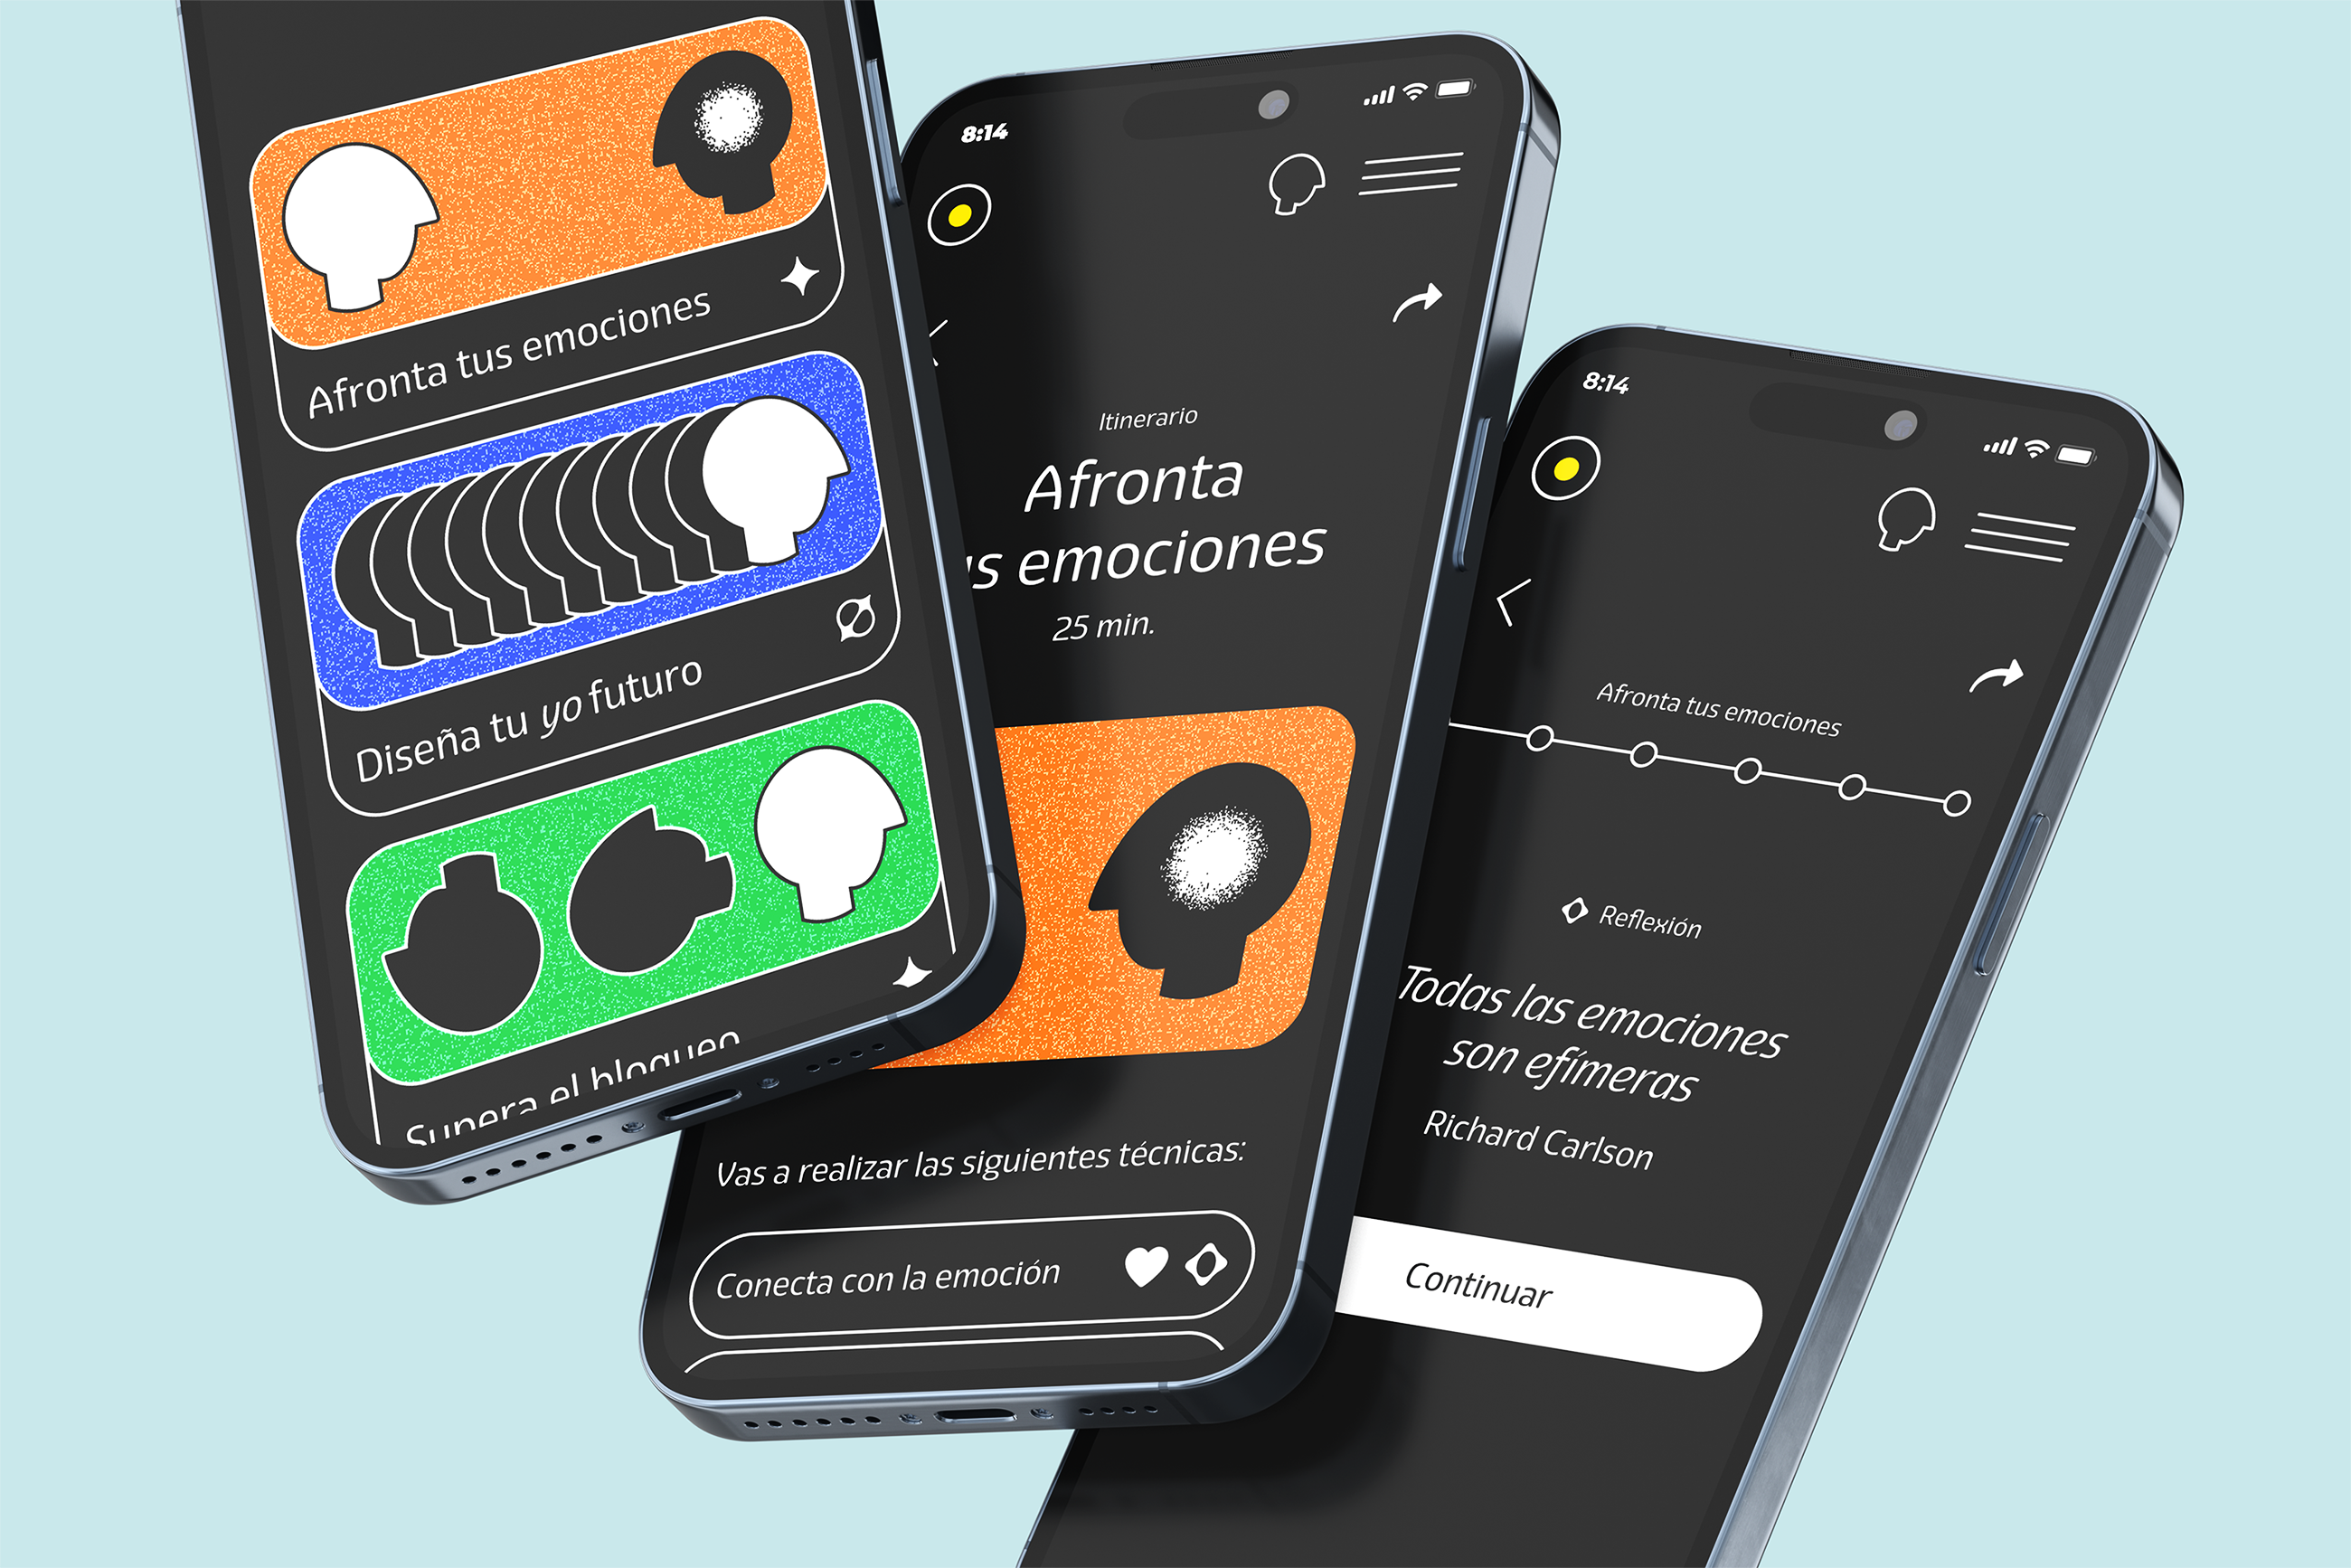 Afronta tus emociones
Diseña tu yo futuro
Supera el bloqueo
8:14
Itinerario
Afronta
us emociones
25 min.
Vas a realizar las siguientes técnicas:
Conecta con la emoción
8:14
Afronta tus emociones
Reflexión
Todas las emociones
son efímeras
Richard Carlson
Continuar